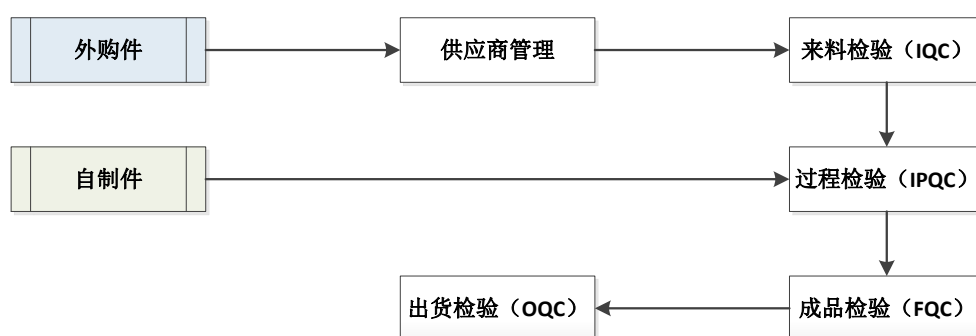 外购件
供应商管理
来料检验（IQC）
自制件
过程检验（IPQC）
出货检验（OQC）
成品检验（FQC）